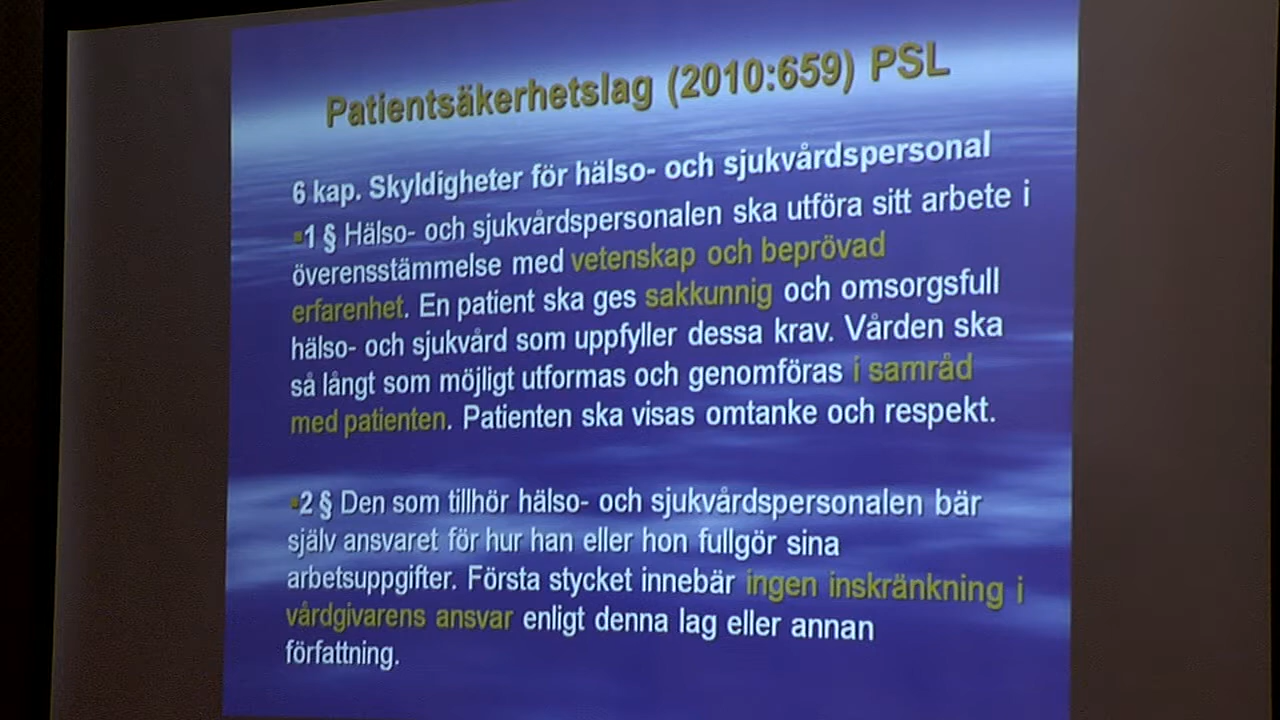 Patientsäkerhetslag (2010:659) PSL
6 kap. Skyldigheter för hälso- och sjukvårdspersonal
▪1 § Hälso- och sjukvårdspersonalen ska utföra sitt arbete i
överensstämmelse med vetenskap och beprövad
erfarenhet. En patient ska ges sakkunnig och omsorgsfull
hälso- och sjukvård som uppfyller dessa krav. Vården ska
så långt som möjligt utformas och genomföras i samråd
med patienten. Patienten ska visas omtanke och respekt.
▪2 § Den som tillhör hälso- och sjukvårdspersonalen bär
själv ansvaret för hur han eller hon fullgör sina
arbetsuppgifter. Första stycket innebär ingen inskränkning i
vårdgivarens ansvar enligt denna lag eller annan
författning.